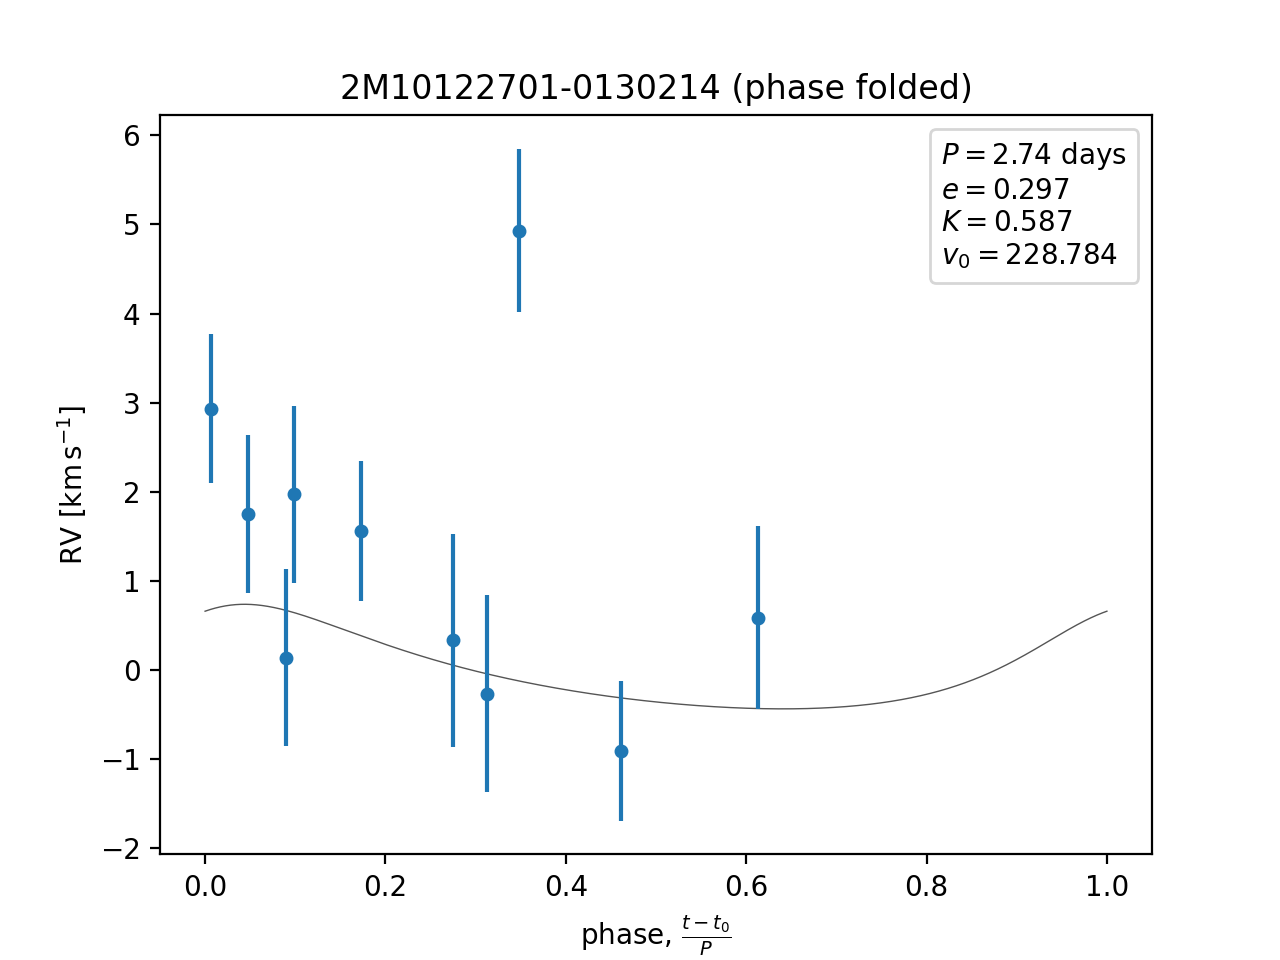 2M10122701-0130214 (phase folded)
P = 2.74 days
e = 0.297
K = 0.587
v₀ = 228.784
RV [km s⁻¹]
6
5
4
3
2
1
0
−1
−2
0.0 0.2 0.4 0.6 0.8 1.0
phase, (t − t₀)/P